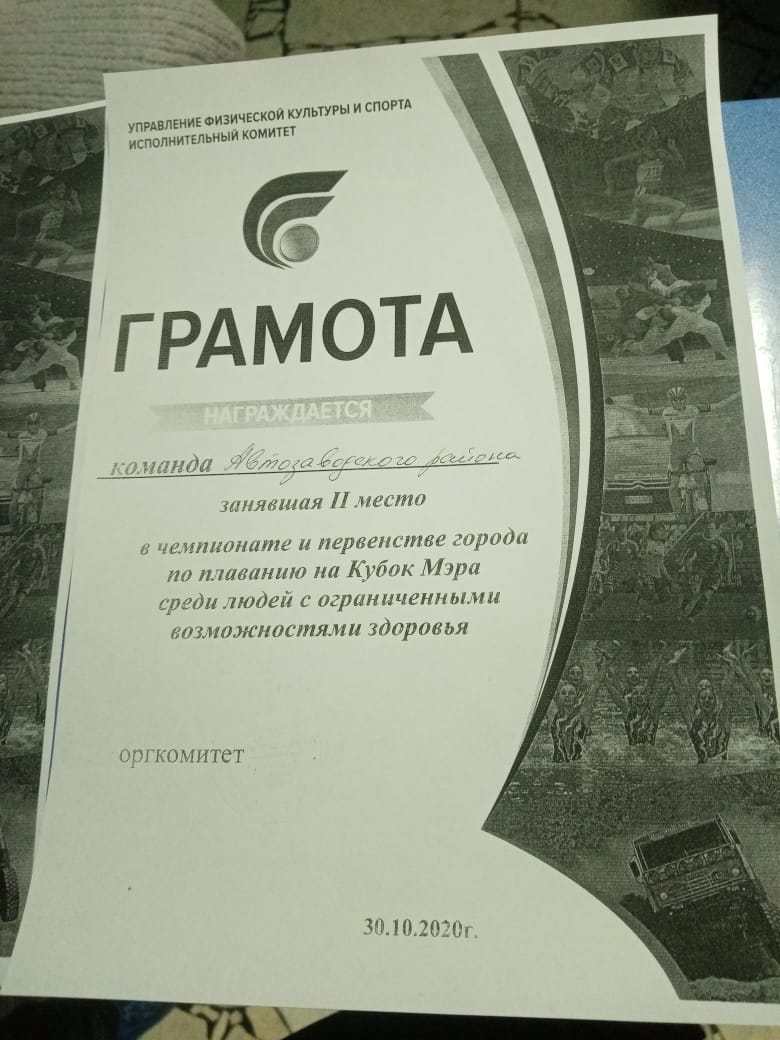 УПРАВЛЕНИЕ ФИЗИЧЕСКОЙ КУЛЬТУРЫ И СПОРТА
ИСПОЛНИТЕЛЬНЫЙ КОМИТЕТ
ГРАМОТА
НАГРАЖДАЕТСЯ
команда Автозаводского района
занявшая II место
в чемпионате и первенстве города
по плаванию на Кубок Мэра
среди людей с ограниченными
возможностями здоровья
оргкомитет
30.10.2020г.